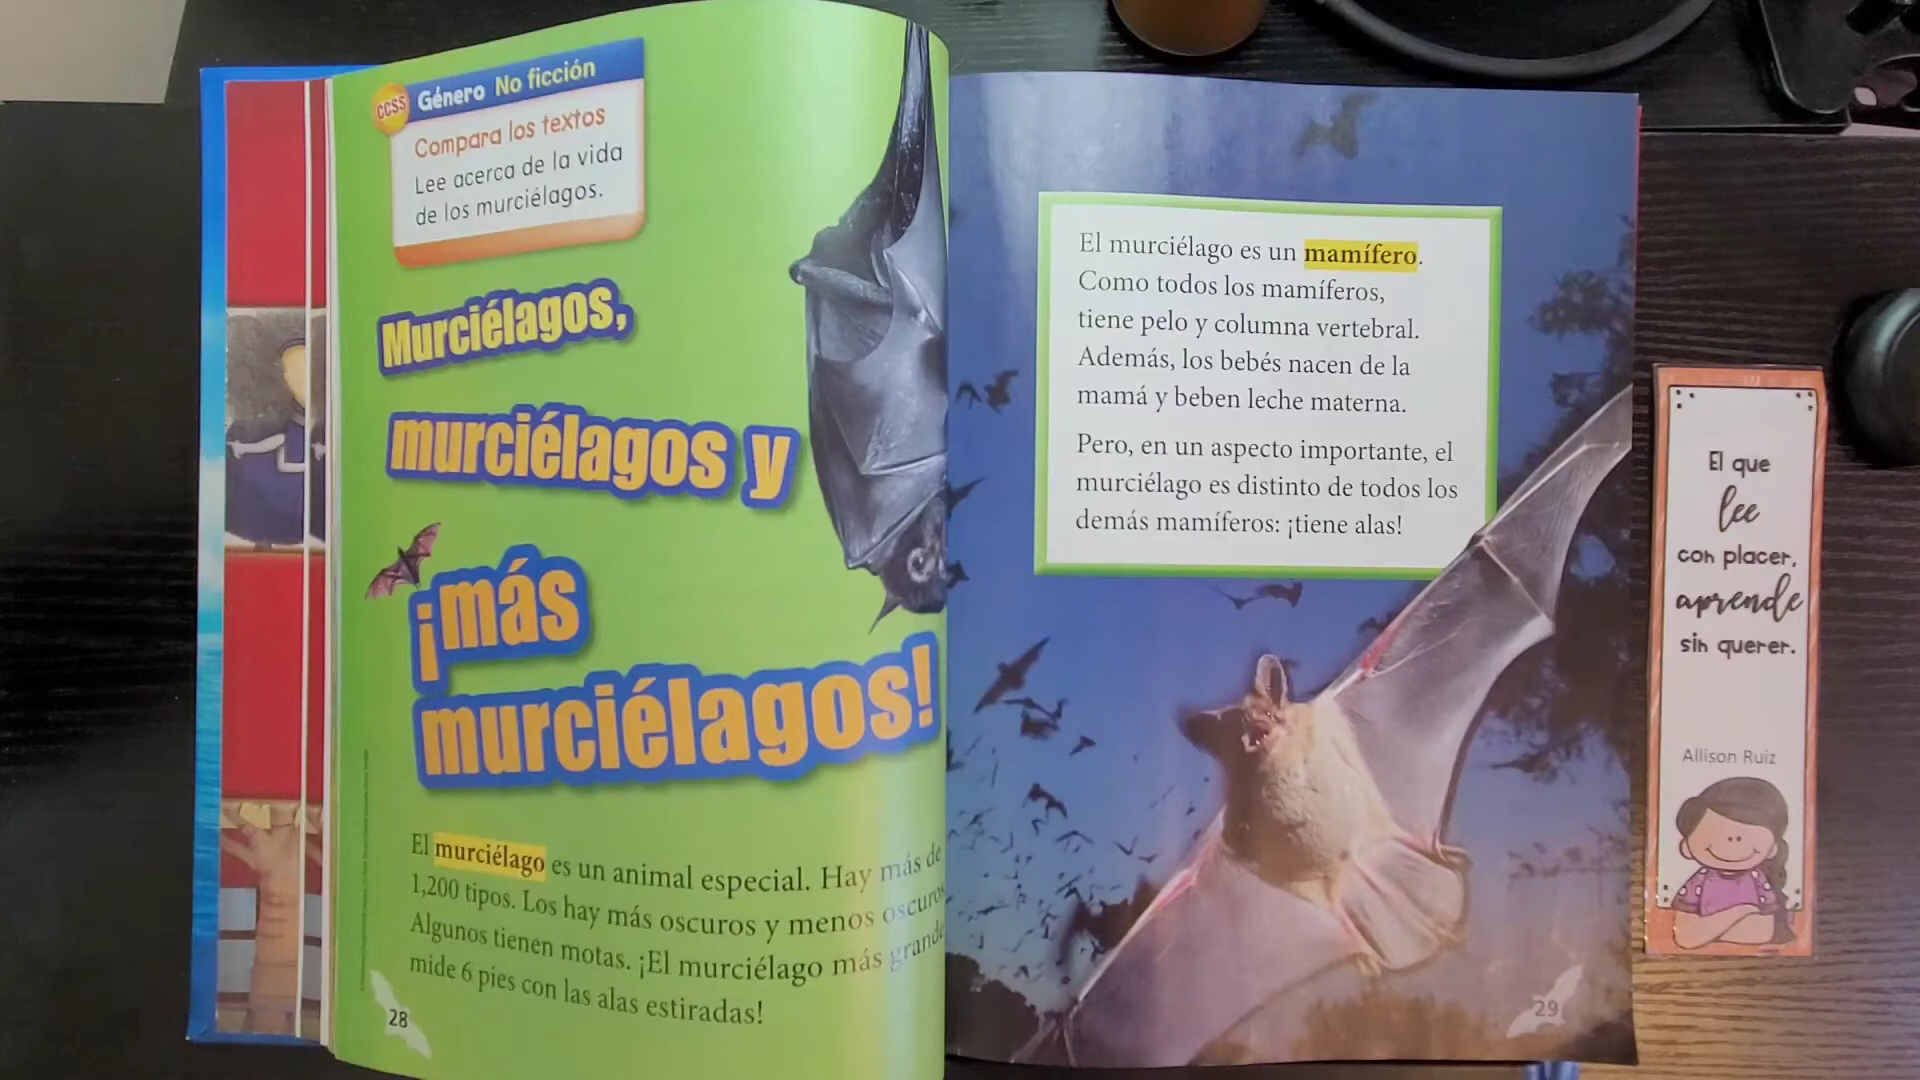 CCSS Género No ficción
Compara los textos
Lee acerca de la vida
de los murciélagos.
Murciélagos,
murciélagos y
¡más
murciélagos!
El murciélago es un animal especial. Hay más de
1,200 tipos. Los hay más oscuros y menos oscuros
Algunos tienen motas. ¡El murciélago más grande
mide 6 pies con las alas estiradas!
28
El murciélago es un mamífero.
Como todos los mamíferos,
tiene pelo y columna vertebral.
Además, los bebés nacen de la
mamá y beben leche materna.
Pero, en un aspecto importante, el
murciélago es distinto de todos los
demás mamíferos: ¡tiene alas!
29
El que
lee
con placer,
aprende
sin querer.
Allison Ruiz